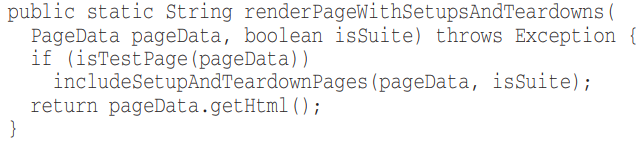 public static String renderPageWithSetupsAndTeardowns(
PageData pageData, boolean isSuite) throws Exception {
if (isTestPage(pageData))
includeSetupAndTeardownPages(pageData, isSuite);
return pageData.getHtml();
}